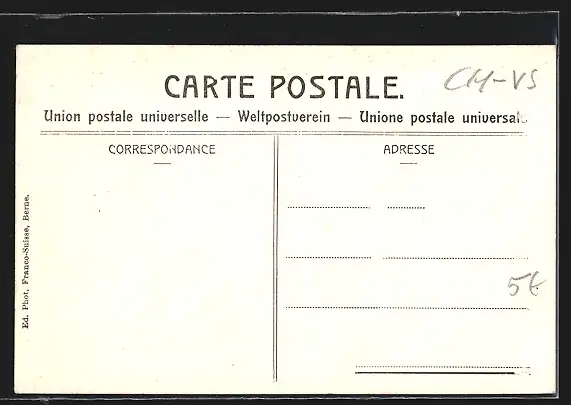 CH-VS
CARTE POSTALE.
Union postale universelle — Weltpostverein — Unione postale universale
CORRESPONDANCE
ADRESSE
Ed. Phot. Franco-Suisse, Berne.
5€